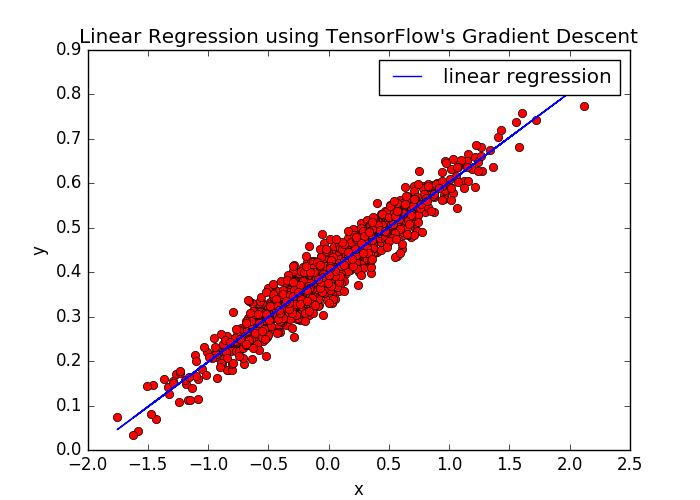 Linear Regression using TensorFlow's Gradient Descent
linear regression
0.9
0.8
0.7
0.6
0.5
0.4
0.3
0.2
0.1
0.0
y
−2.0 −1.5 −1.0 −0.5 0.0 0.5 1.0 1.5 2.0 2.5
x